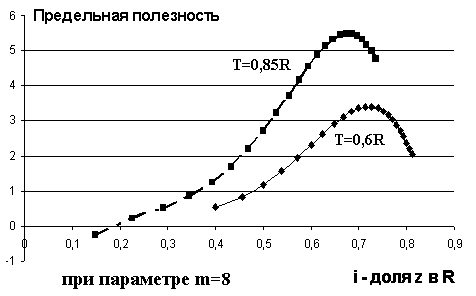 Предельная полезность
6
5
T=0,85R
4
3
T=0,6R
2
1
0
0 0,1 0,2 0,3 0,4 0,5 0,6 0,7 0,8 0,9
-1
при параметре m=8 i - доля z в R